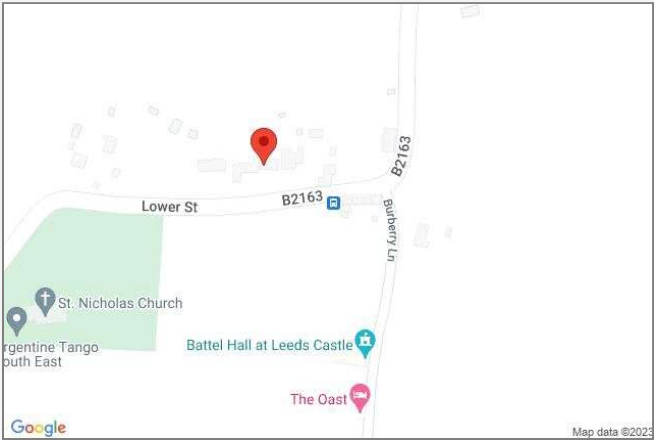 B2163
Lower St
B2163
Burberry Ln
St. Nicholas Church
rgentine Tango
outh East
Battel Hall at Leeds Castle
The Oast
Google
Map data ©2023